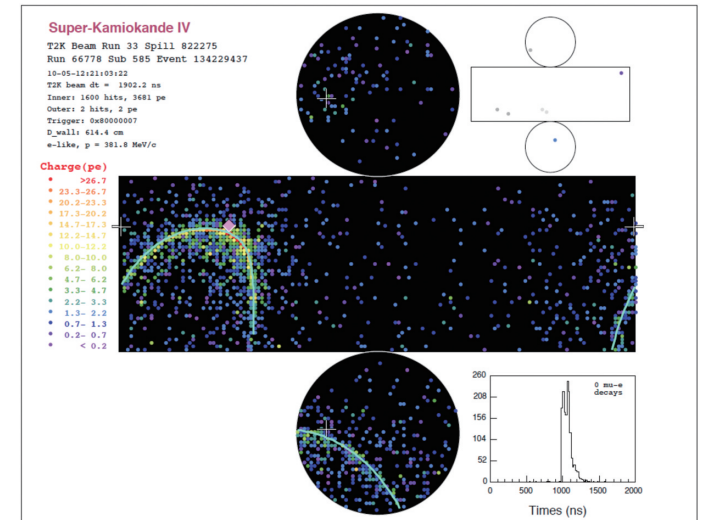 Super-Kamiokande IV
T2K Beam Run 33 Spill 822275
Run 66778 Sub 585 Event 134229437
10-05-12:21:03:22
T2K beam dt = 1902.2 ns
Inner: 1600 hits, 3681 pe
Outer: 2 hits, 2 pe
Trigger: 0x80000007
D_wall: 614.4 cm
e-like, p = 381.8 MeV/c
Charge(pe)
>26.7
23.3-26.7
20.2-23.3
17.3-20.2
14.7-17.3
12.2-14.7
10.0-12.2
8.0-10.0
6.2- 8.0
4.7- 6.2
3.3- 4.7
2.2- 3.3
1.3- 2.2
0.7- 1.3
0.2- 0.7
< 0.2
260
208
156
104
52
0
0 mu-e
decays
0 500 1000 1500 2000
Times (ns)